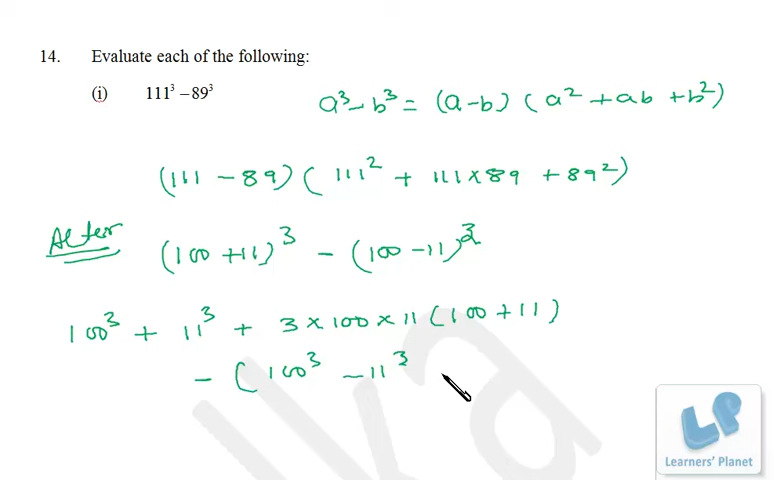 14. Evaluate each of the following:
(i) 111³ – 89³
a³ – b³ = (a – b) (a² + ab + b²)
(111 – 89) (111² + 111 × 89 + 89²)
Alter
(100 + 11)³ – (100 – 11)³
100³ + 11³ + 3 × 100 × 11 (100 + 11)
– (100³ – 11³
LP
Learners' Planet